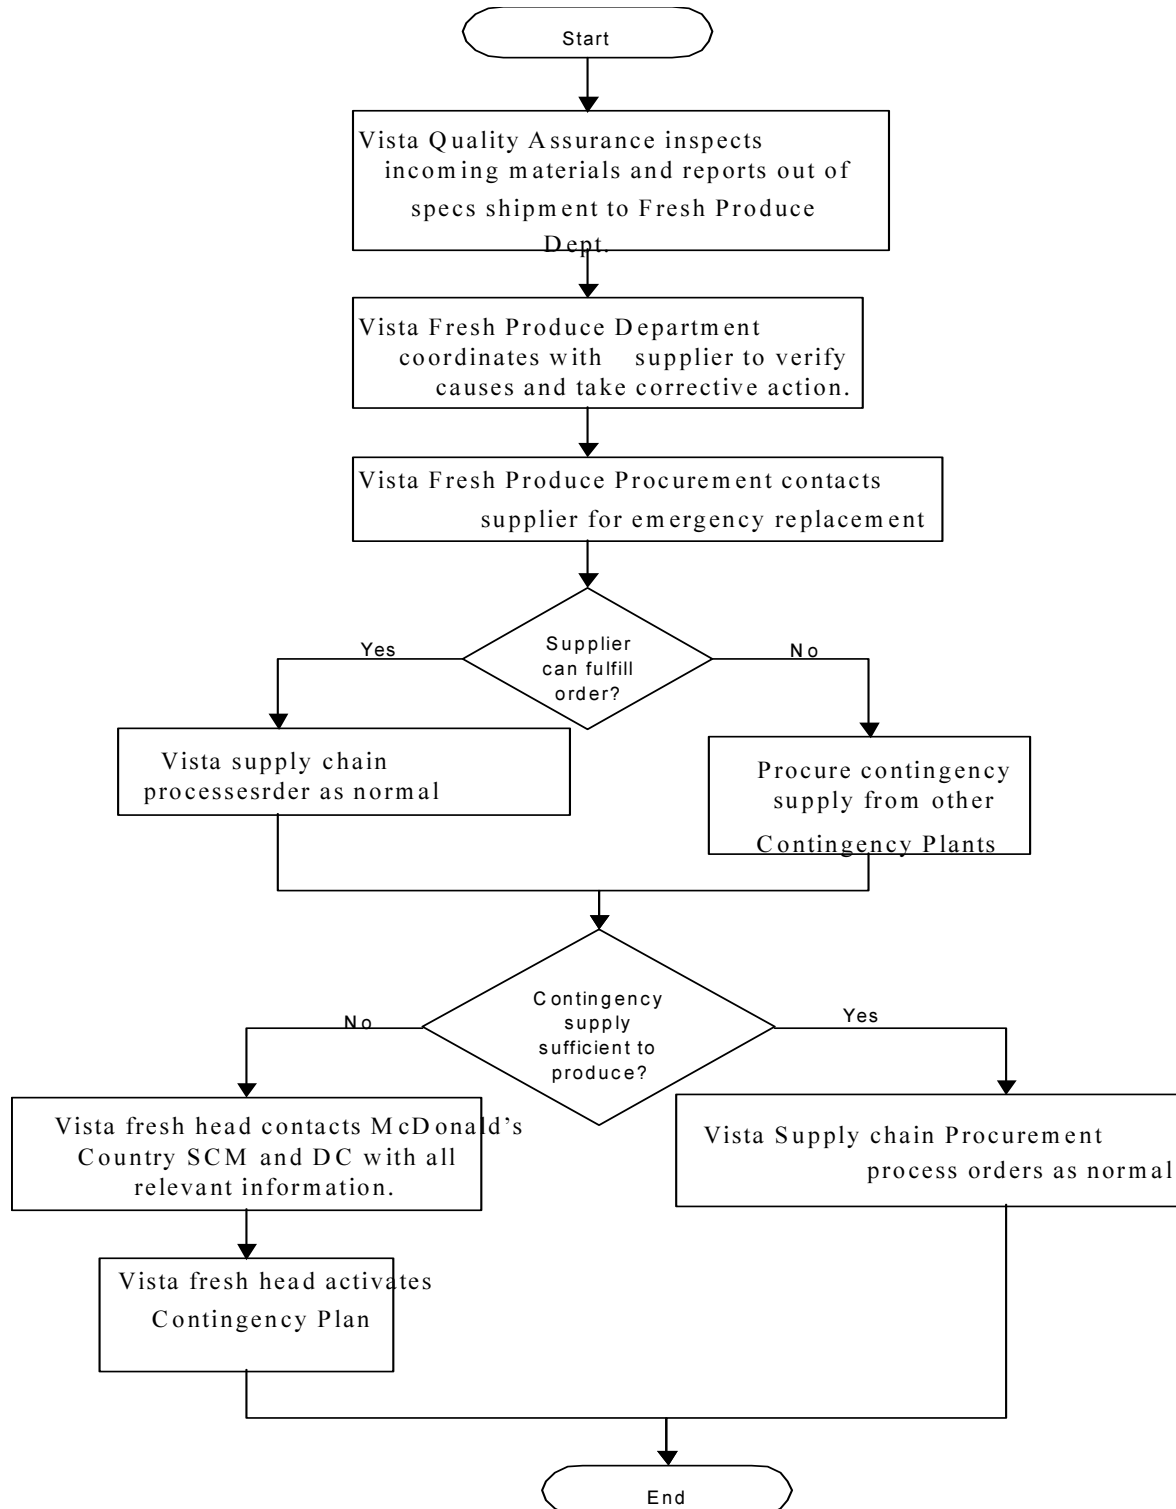 Start
Vista Quality Assurance inspects
incoming materials and reports out of
specs shipment to Fresh Produce
Dept.
Vista Fresh Produce Department
coordinates with supplier to verify
causes and take corrective action.
Vista Fresh Produce Procurement contacts
supplier for emergency replacement
Supplier
can fulfill
order?
Yes
No
Vista supply chain
processesrder as normal
Procure contingency
supply from other
Contingency Plants
Contingency
supply
sufficient to
produce?
No
Yes
Vista fresh head contacts McDonald’s
Country SCM and DC with all
relevant information.
Vista Supply chain Procurement
process orders as normal
Vista fresh head activates
Contingency Plan
End